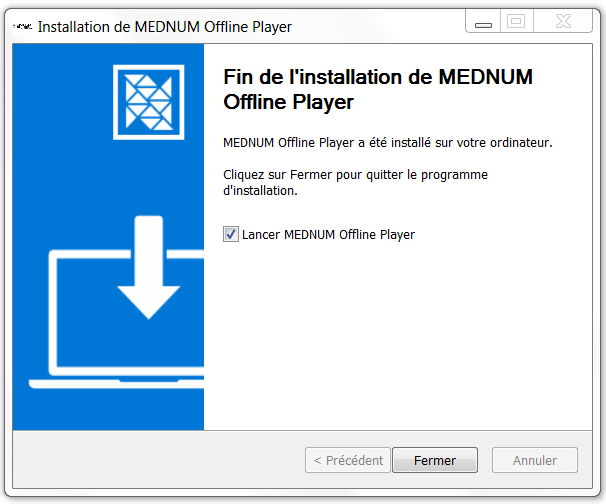 Installation de MEDNUM Offline Player
Fin de l'installation de MEDNUM
Offline Player
MEDNUM Offline Player a été installé sur votre ordinateur.
Cliquez sur Fermer pour quitter le programme
d'installation.
Lancer MEDNUM Offline Player
< Précédent
Fermer
Annuler